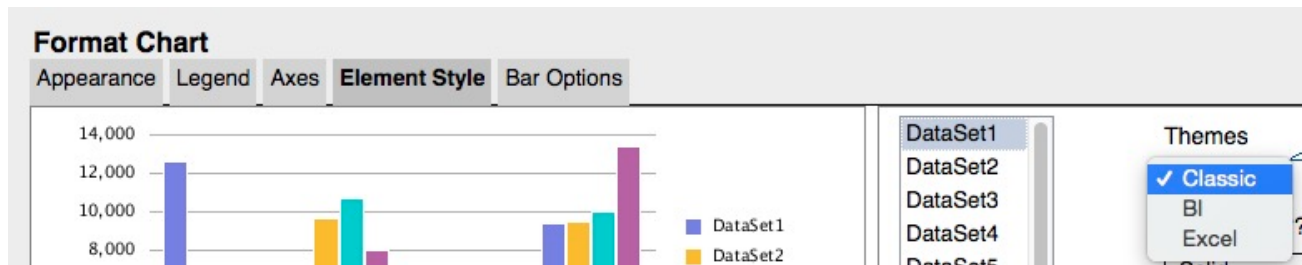 Format Chart
Appearance Legend Axes Element Style Bar Options
14,000
12,000
10,000
8,000
DataSet1
DataSet2
DataSet1
DataSet2
DataSet3
DataSet4
DataSet5
Themes
✓ Classic
BI
Excel
?